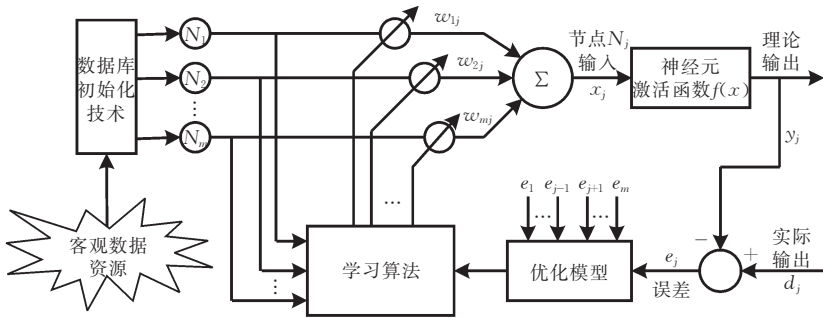 数据库
初始化
技术
N1
N2
⋮
Nm
w1j
w2j
wmj
Σ
节点Nj
输入
xj
神经元
激活函数f(x)
理论
输出
yj
客观数据
资源
…
⋮
学习算法
e1 ej−1 ej+1 em
… …
优化模型
ej
误差
−
+
实际
输出
dj